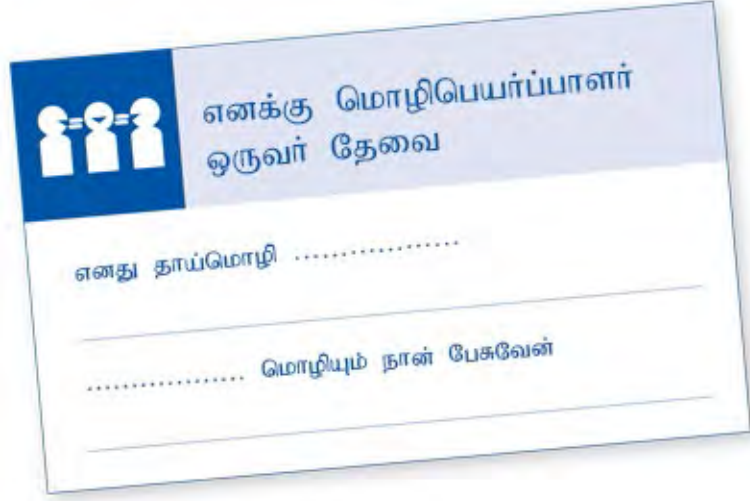 எனக்கு மொழிபெயர்ப்பாளர்
ஒருவர் தேவை
எனது தாய்மொழி ..................
.................. மொழியும் நான் பேசுவேன்